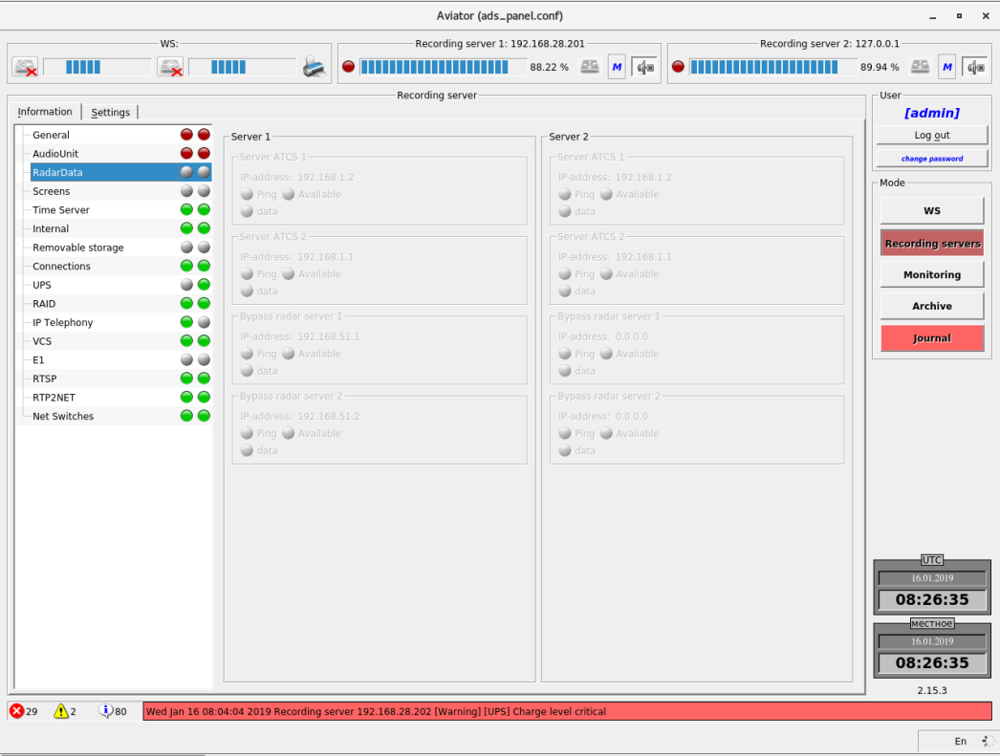 Aviator (ads_panel.conf)
WS:
Recording server 1: 192.168.28.201
88.22 %
M
Recording server 2: 127.0.0.1
89.94 %
M
Recording server
Information
Settings
General
AudioUnit
RadarData
Screens
Time Server
Internal
Removable storage
Connections
UPS
RAID
IP Telephony
VCS
E1
RTSP
RTP2NET
Net Switches
Server 1
Server ATCS 1
IP-address: 192.168.1.2
Ping Available
data
Server ATCS 2
IP-address: 192.168.1.1
Ping Available
data
Bypass radar server 1
IP-address: 192.168.51.1
Ping Available
data
Bypass radar server 2
IP-address: 192.168.51.2
Ping Available
data
Server 2
Server ATCS 1
IP-address: 192.168.1.2
Ping Available
data
Server ATCS 2
IP-address: 192.168.1.1
Ping Available
data
Bypass radar server 1
IP-address: 0.0.0.0
Ping Available
data
Bypass radar server 2
IP-address: 0.0.0.0
Ping Available
data
User
[admin]
Log out
change password
Mode
WS
Recording servers
Monitoring
Archive
Journal
UTC
16.01.2019
08:26:35
местное
16.01.2019
08:26:35
2.15.3
29 2 80
Wed Jan 16 08:04:04 2019 Recording server 192.168.28.202 [Warning] [UPS] Charge level critical
En